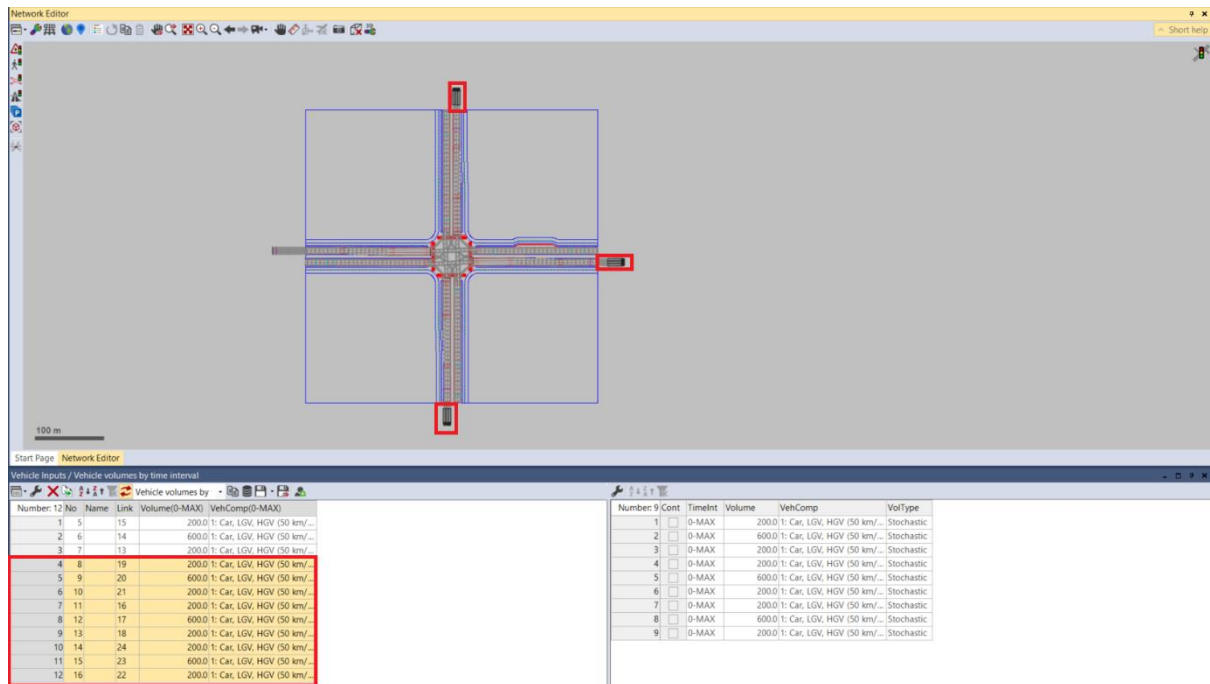 Network Editor
Short help
100 m
Start Page Network Editor
Vehicle Inputs / Vehicle volumes by time interval
Vehicle volumes by
Number: 12 No Name Link Volume(0-MAX) VehComp(0-MAX)
1 5 15 200.0 1: Car, LGV, HGV (50 km/...
2 6 14 600.0 1: Car, LGV, HGV (50 km/...
3 7 13 200.0 1: Car, LGV, HGV (50 km/...
4 8 19 200.0 1: Car, LGV, HGV (50 km/...
5 9 20 600.0 1: Car, LGV, HGV (50 km/...
6 10 21 200.0 1: Car, LGV, HGV (50 km/...
7 11 16 200.0 1: Car, LGV, HGV (50 km/...
8 12 17 600.0 1: Car, LGV, HGV (50 km/...
9 13 18 200.0 1: Car, LGV, HGV (50 km/...
10 14 24 200.0 1: Car, LGV, HGV (50 km/...
11 15 23 600.0 1: Car, LGV, HGV (50 km/...
12 16 22 200.0 1: Car, LGV, HGV (50 km/...
Number: 9 Cont TimeInt Volume VehComp VolType
1 0-MAX 200.0 1: Car, LGV, HGV (50 km/... Stochastic
2 0-MAX 600.0 1: Car, LGV, HGV (50 km/... Stochastic
3 0-MAX 200.0 1: Car, LGV, HGV (50 km/... Stochastic
4 0-MAX 200.0 1: Car, LGV, HGV (50 km/... Stochastic
5 0-MAX 600.0 1: Car, LGV, HGV (50 km/... Stochastic
6 0-MAX 200.0 1: Car, LGV, HGV (50 km/... Stochastic
7 0-MAX 200.0 1: Car, LGV, HGV (50 km/... Stochastic
8 0-MAX 600.0 1: Car, LGV, HGV (50 km/... Stochastic
9 0-MAX 200.0 1: Car, LGV, HGV (50 km/... Stochastic